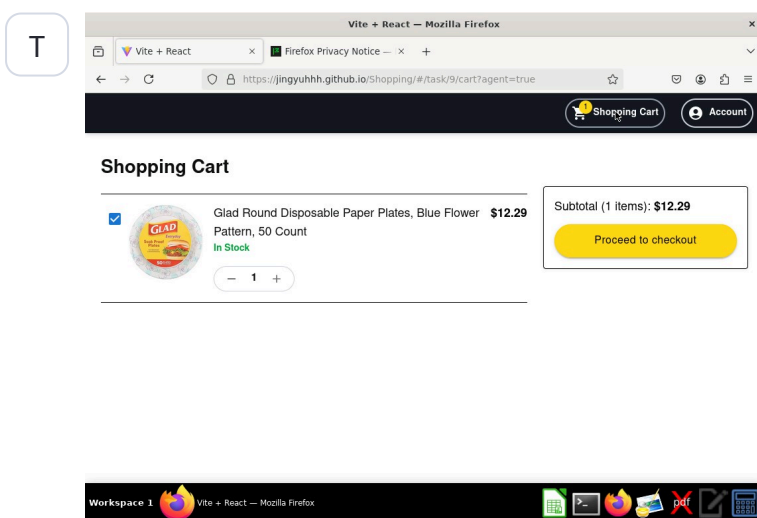 T
Vite + React — Mozilla Firefox
Vite + React
Firefox Privacy Notice —
https://jingyuhhh.github.io/Shopping/#/task/9/cart?agent=true
1
Shopping Cart
Account
Shopping Cart
GLAD
50
Glad Round Disposable Paper Plates, Blue Flower
Pattern, 50 Count
$12.29
In Stock
− 1 +
Subtotal (1 items): $12.29
Proceed to checkout
Workspace 1
Vite + React — Mozilla Firefox
pdf